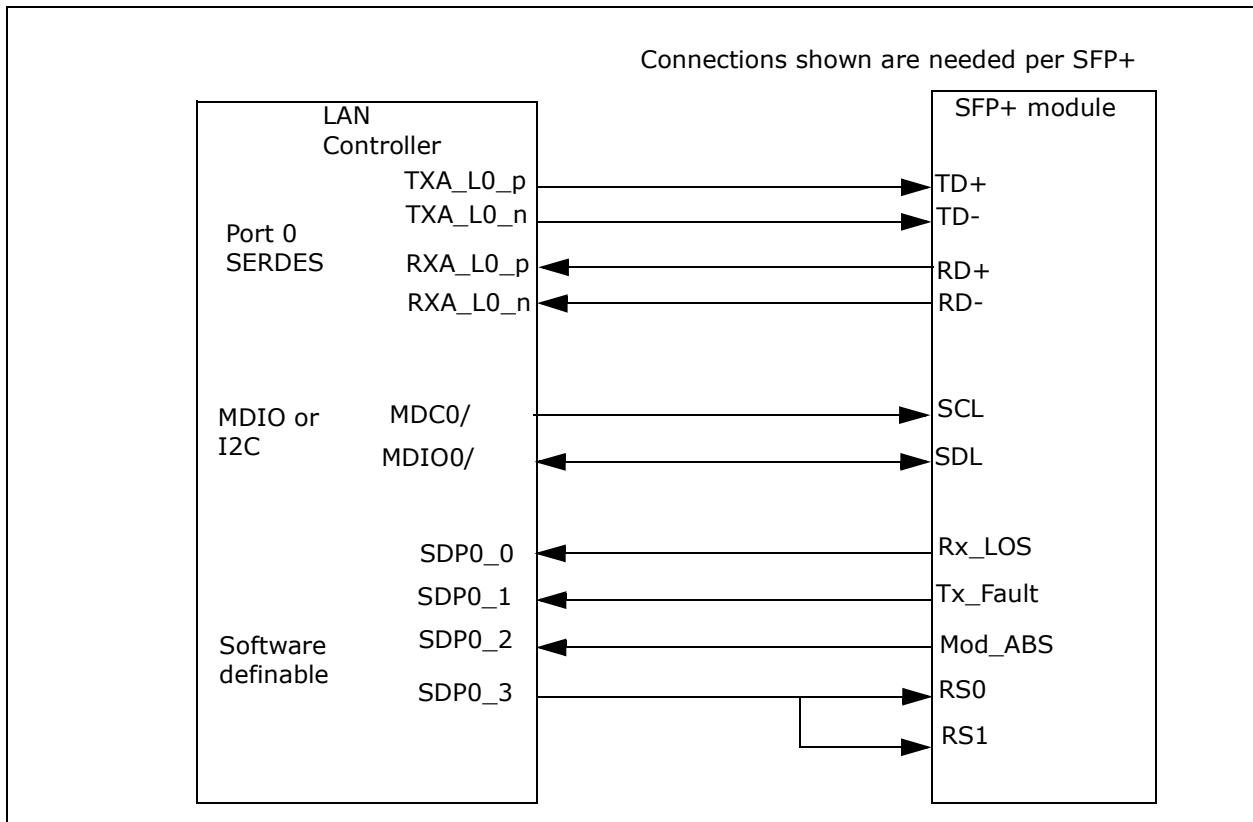 Connections shown are needed per SFP+
LAN
Controller
SFP+ module
TXA_L0_p
TD+
TXA_L0_n
TD-
Port 0
SERDES
RXA_L0_p
RD+
RXA_L0_n
RD-
MDIO or
I2C
MDC0/
SCL
MDIO0/
SDL
SDP0_0
Rx_LOS
SDP0_1
Tx_Fault
Software
definable
SDP0_2
Mod_ABS
SDP0_3
RS0
RS1